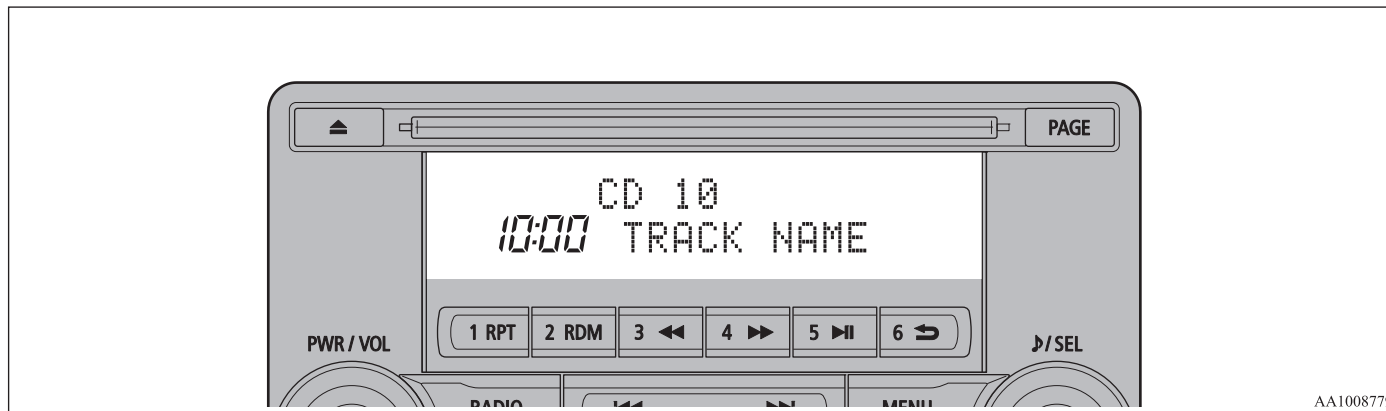 PAGE
CD 10
10:00 TRACK NAME
1 RPT 2 RDM 3 4 5 6
PWR / VOL
♪/ SEL
RADIO
MENU